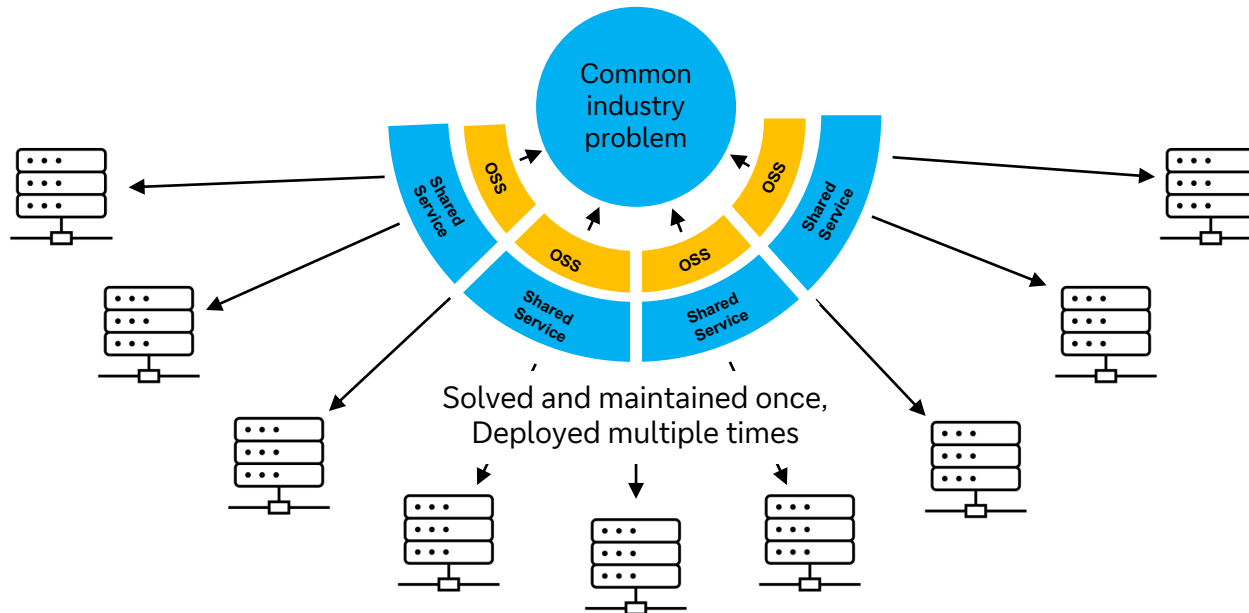 Common
industry
problem
OSS
OSS
OSS
OSS
Shared
Service
Shared
Service
Shared
Service
Shared
Service
Solved and maintained once,
Deployed multiple times